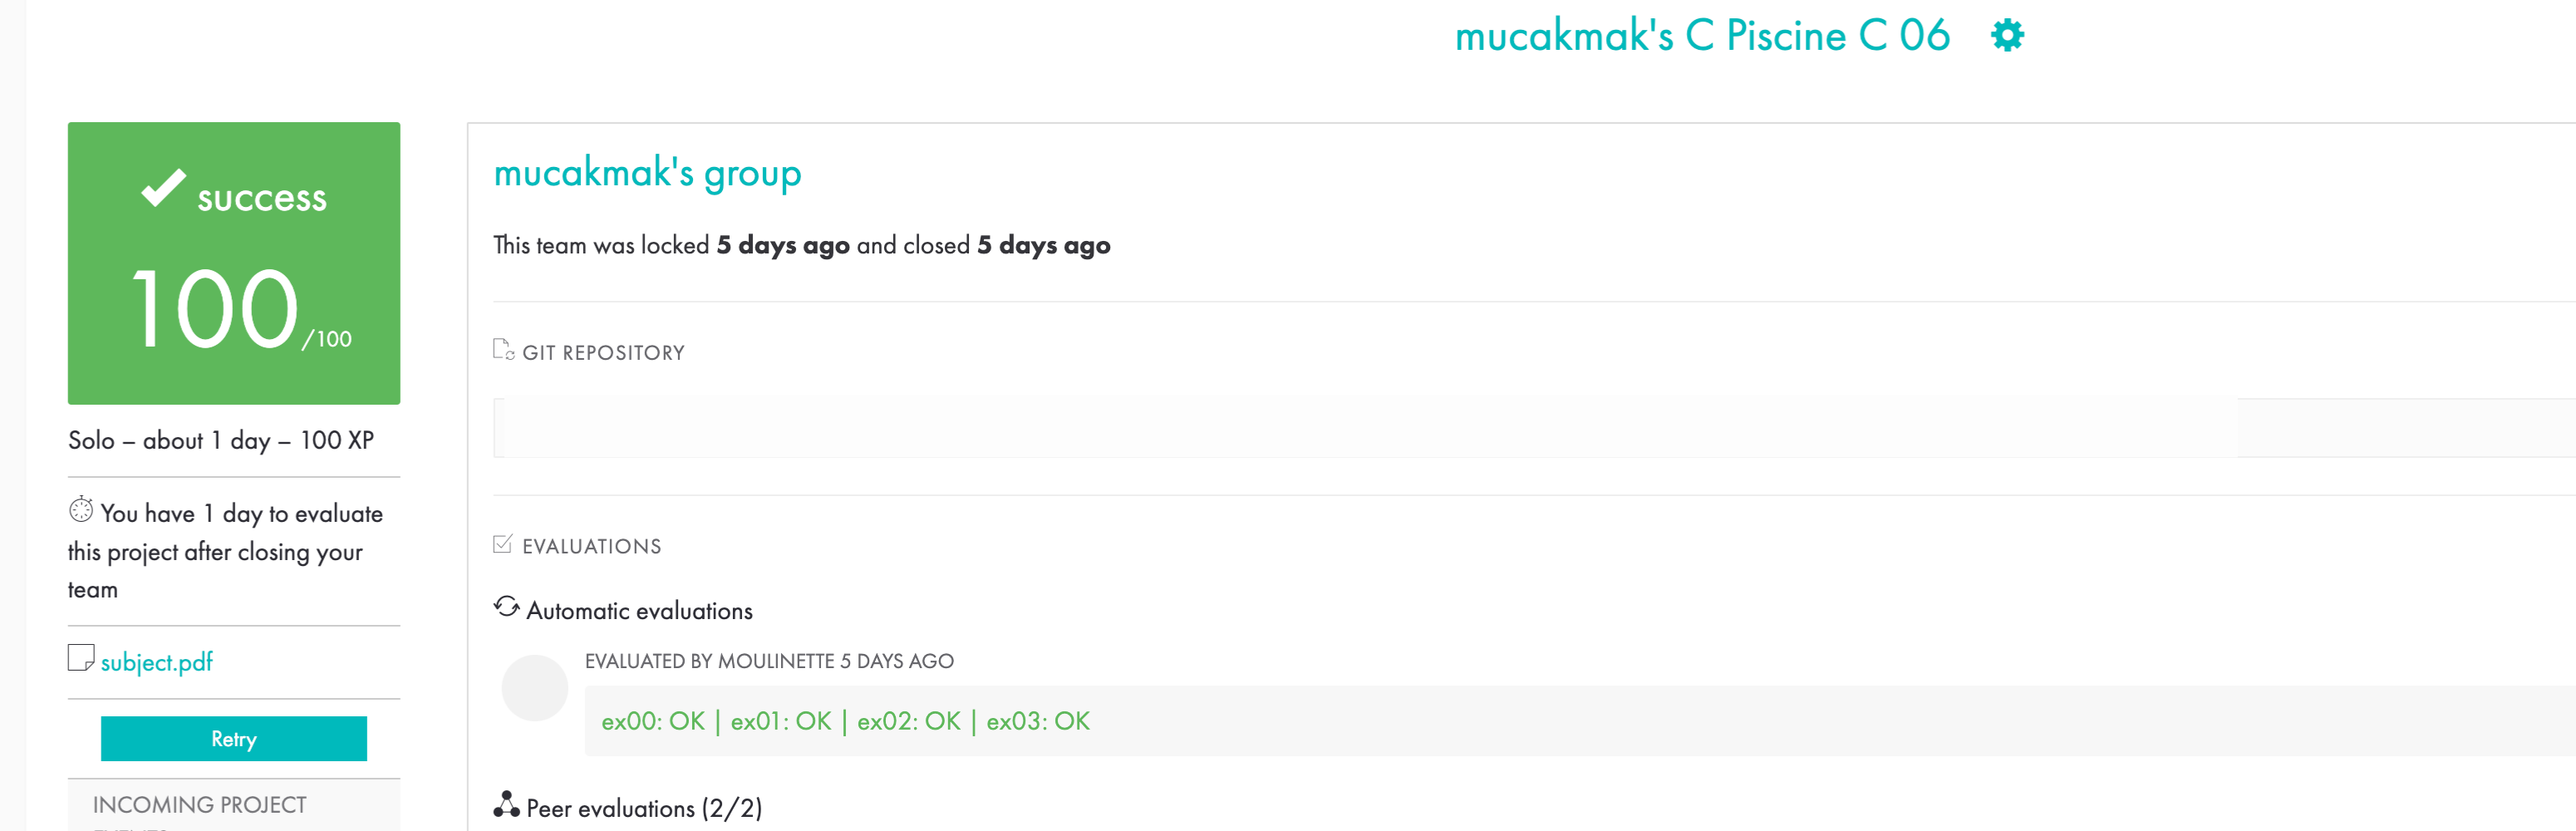 mucakmak's C Piscine C 06
success
100/100
Solo – about 1 day – 100 XP
You have 1 day to evaluate
this project after closing your
team
subject.pdf
Retry
INCOMING PROJECT
mucakmak's group
This team was locked 5 days ago and closed 5 days ago
GIT REPOSITORY
EVALUATIONS
Automatic evaluations
EVALUATED BY MOULINETTE 5 DAYS AGO
ex00: OK | ex01: OK | ex02: OK | ex03: OK
Peer evaluations (2/2)